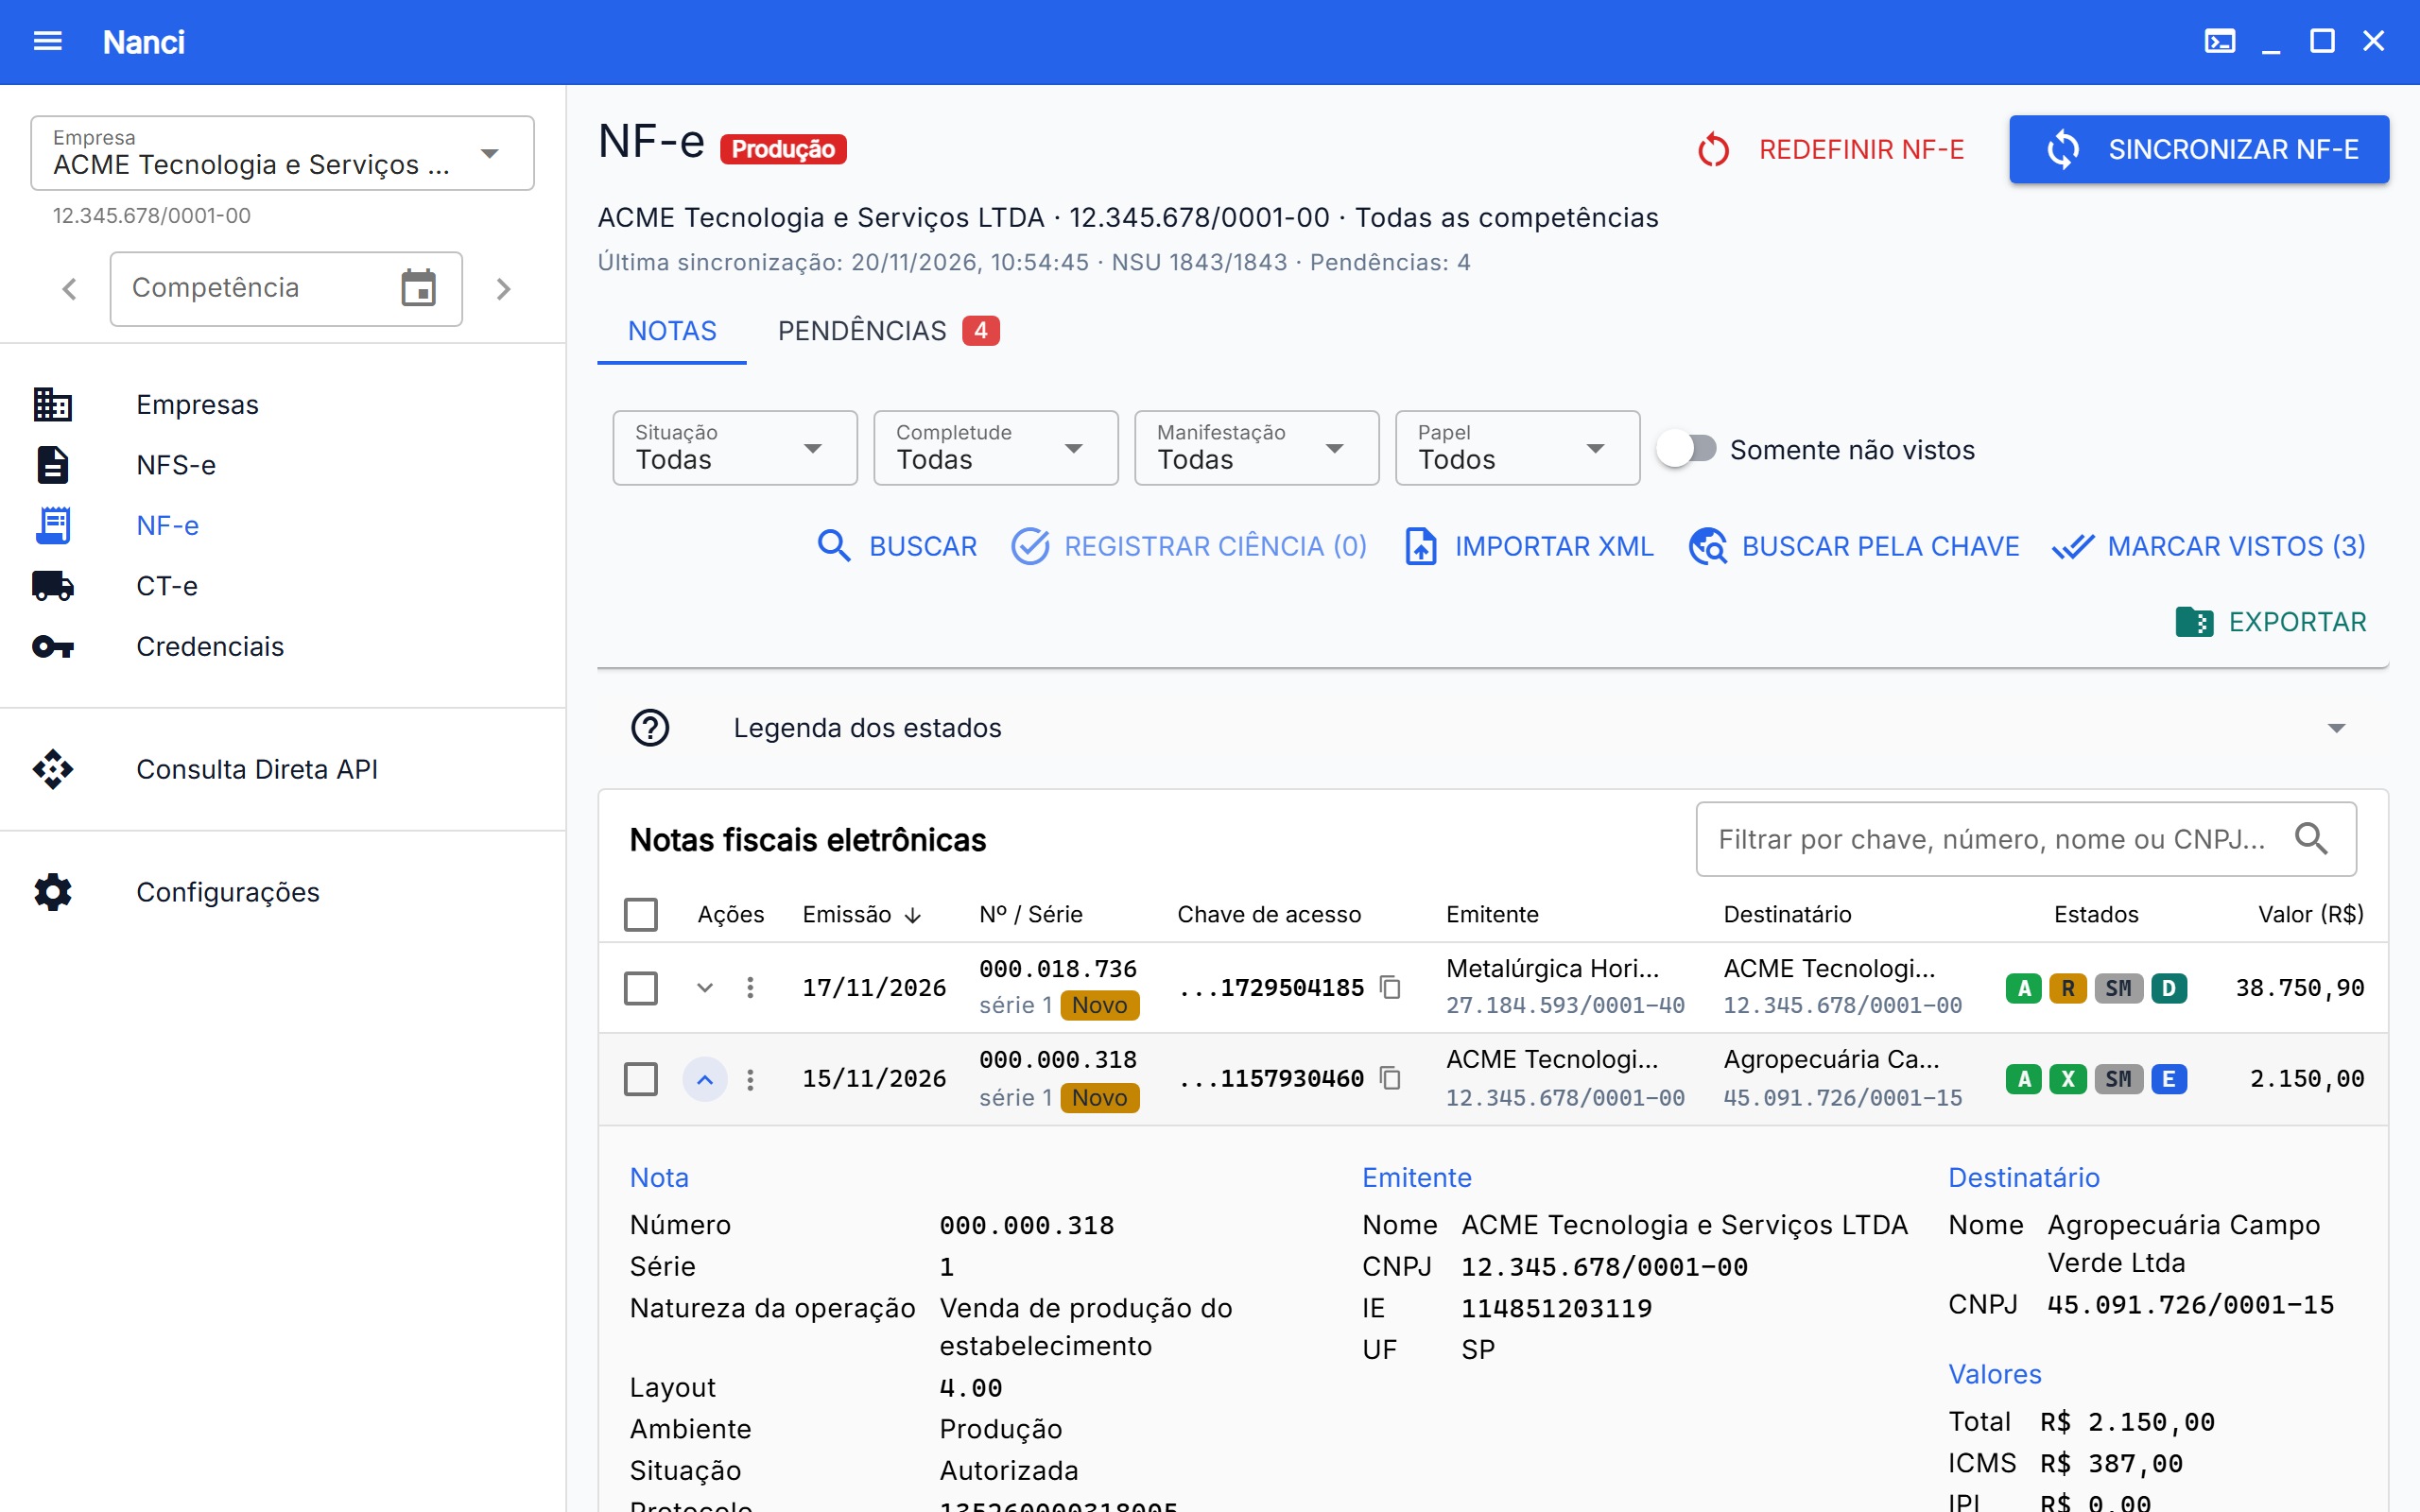 Nanci
Empresa
ACME Tecnologia e Serviços ...
12.345.678/0001-00
Competência
Empresas
NFS-e
NF-e
CT-e
Credenciais
Consulta Direta API
Configurações
NF-e Produção
REDEFINIR NF-E
SINCRONIZAR NF-E
ACME Tecnologia e Serviços LTDA · 12.345.678/0001-00 · Todas as competências
Última sincronização: 20/11/2026, 10:54:45 · NSU 1843/1843 · Pendências: 4
NOTAS PENDÊNCIAS 4
Situação Completude Manifestação Papel
Todas Todas Todas Todos Somente não vistos
BUSCAR REGISTRAR CIÊNCIA (0) IMPORTAR XML BUSCAR PELA CHAVE MARCAR VISTOS (3)
EXPORTAR
Legenda dos estados
Notas fiscais eletrônicas Filtrar por chave, número, nome ou CNPJ...
Ações Emissão Nº / Série Chave de acesso Emitente Destinatário Estados Valor (R$)
000.018.736 Metalúrgica Hori... ACME Tecnologi...
17/11/2026 ...1729504185 A R SM D 38.750,90
série 1 Novo 27.184.593/0001-40 12.345.678/0001-00
000.000.318 ACME Tecnologi... Agropecuária Ca...
15/11/2026 ...1157930460 A X SM E 2.150,00
série 1 Novo 12.345.678/0001-00 45.091.726/0001-15
Nota
Número 000.000.318
Série 1
Natureza da operação Venda de produção do
estabelecimento
Layout 4.00
Ambiente Produção
Situação Autorizada
Protocolo 135260000318005
Emitente
Nome ACME Tecnologia e Serviços LTDA
CNPJ 12.345.678/0001-00
IE 114851203119
UF SP
Destinatário
Nome Agropecuária Campo
Verde Ltda
CNPJ 45.091.726/0001-15
Valores
Total R$ 2.150,00
ICMS R$ 387,00
IPI R$ 0,00